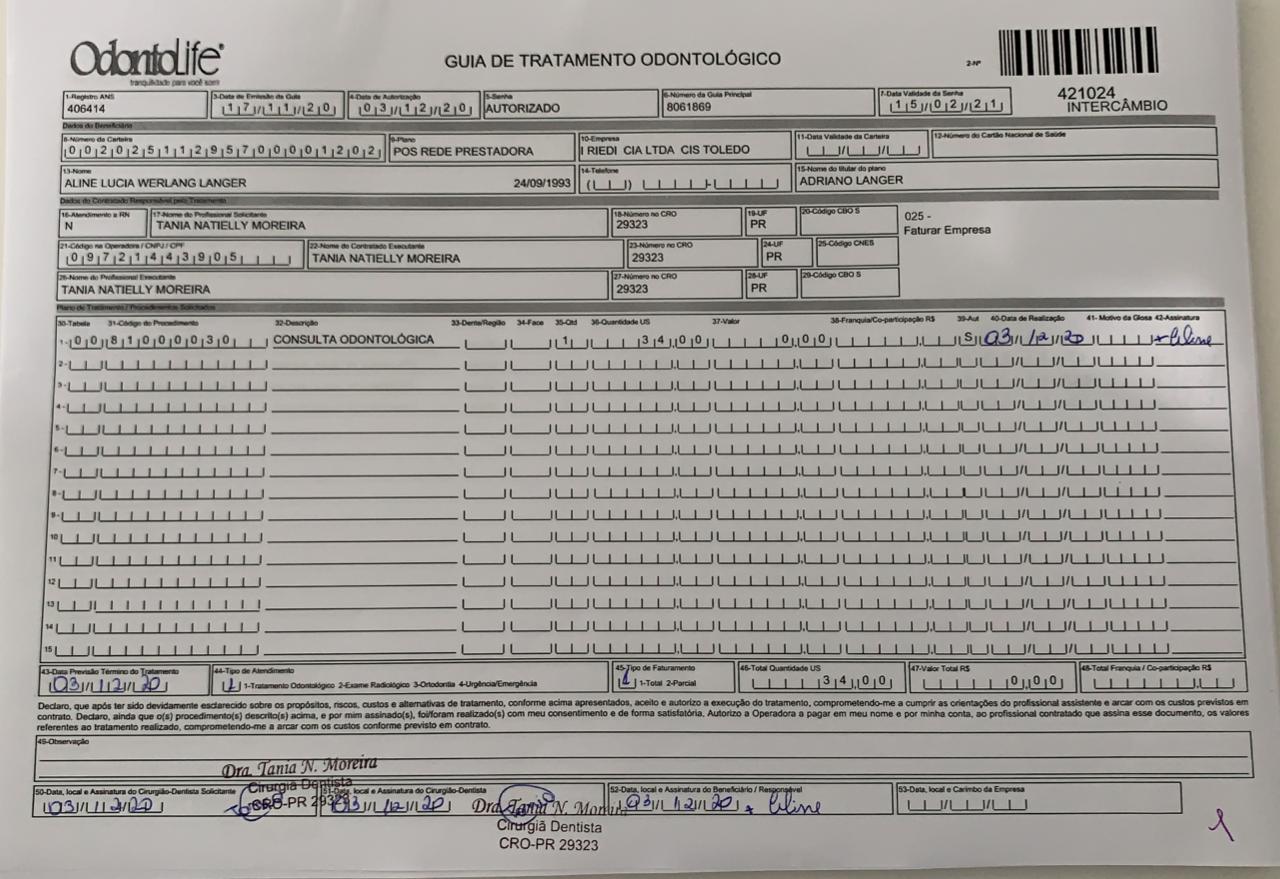 OdontoLife
tranquilidade para você sorrir
GUIA DE TRATAMENTO ODONTOLÓGICO
2-Nº
421024
INTERCÂMBIO
1-Registro ANS 3-Data de Emissão da Guia 4-Data de Autorização 5-Senha 6-Número da Guia Principal 7-Data Validade da Senha
406414 17/11/20 03/12/20 AUTORIZADO 8061869 15/02/21
Dados do Beneficiário
8-Número da Carteira 9-Plano 10-Empresa 11-Data Validade da Carteira 12-Número do Cartão Nacional de Saúde
00202511295700001202 POS REDE PRESTADORA I RIEDI CIA LTDA CIS TOLEDO
13-Nome 14-Telefone 15-Nome do titular do plano
ALINE LUCIA WERLANG LANGER 24/09/1993 ADRIANO LANGER
Dados do Contratado Responsável pelo Tratamento
16-Atendimento a RN 17-Nome do Profissional Solicitante 18-Número no CRO 19-UF 20-Código CBO S
N TANIA NATIELLY MOREIRA 29323 PR
025 -
Faturar Empresa
21-Código na Operadora / CNPJ / CPF 22-Nome do Contratado Executante 23-Número no CRO 24-UF 25-Código CNES
09721443905 TANIA NATIELLY MOREIRA 29323 PR
26-Nome do Profissional Executante 27-Número no CRO 28-UF 29-Código CBO S
TANIA NATIELLY MOREIRA 29323 PR
Plano de Tratamento / Procedimentos Solicitados
30-Tabela 31-Código do Procedimento 32-Descrição 33-Dente/Região 34-Face 35-Qtd 36-Quantidade US 37-Valor 38-Franquia/Co-participação R$ 39-Aut 40-Data de Realização 41- Motivo da Glosa 42-Assinatura
1- 00 81000030 CONSULTA ODONTOLÓGICA 1 34,00 0,00 S 03/12/20 Aline
2-
3-
4-
5-
6-
7-
8-
9-
10
11
12
13
14
15
43-Data Previsão Término do Tratamento 44-Tipo de Atendimento 45-Tipo de Faturamento 46-Total Quantidade US 47-Valor Total R$ 48-Total Franquia / Co-participação R$
03/12/20 1 1-Tratamento Odontológico 2-Exame Radiológico 3-Ortodontia 4-Urgência/Emergência 1 1-Total 2-Parcial 34,00 0,00
Declaro, que após ter sido devidamente esclarecido sobre os propósitos, riscos, custos e alternativas de tratamento, conforme acima apresentados, aceito e autorizo a execução do tratamento, comprometendo-me a cumprir as orientações do profissional assistente e arcar com os custos previstos em
contrato. Declaro, ainda que o(s) procedimento(s) descrito(s) acima, e por mim assinado(s), foi/foram realizado(s) com meu consentimento e de forma satisfatória. Autorizo a Operadora a pagar em meu nome e por minha conta, ao profissional contratado que assina esse documento, os valores
referentes ao tratamento realizado, comprometendo-me a arcar com os custos conforme previsto em contrato.
49-Observação
Dra. Tania N. Moreira
Cirurgiã Dentista
CRO-PR 29323
50-Data, local e Assinatura do Cirurgião-Dentista Solicitante 51-Data, local e Assinatura do Cirurgião-Dentista 52-Data, local e Assinatura do Beneficiário / Responsável 53-Data, local e Carimbo da Empresa
03/12/20 03/12/20 03/12/20 Aline
Dra. Tania N. Moreira
Cirurgiã Dentista
CRO-PR 29323